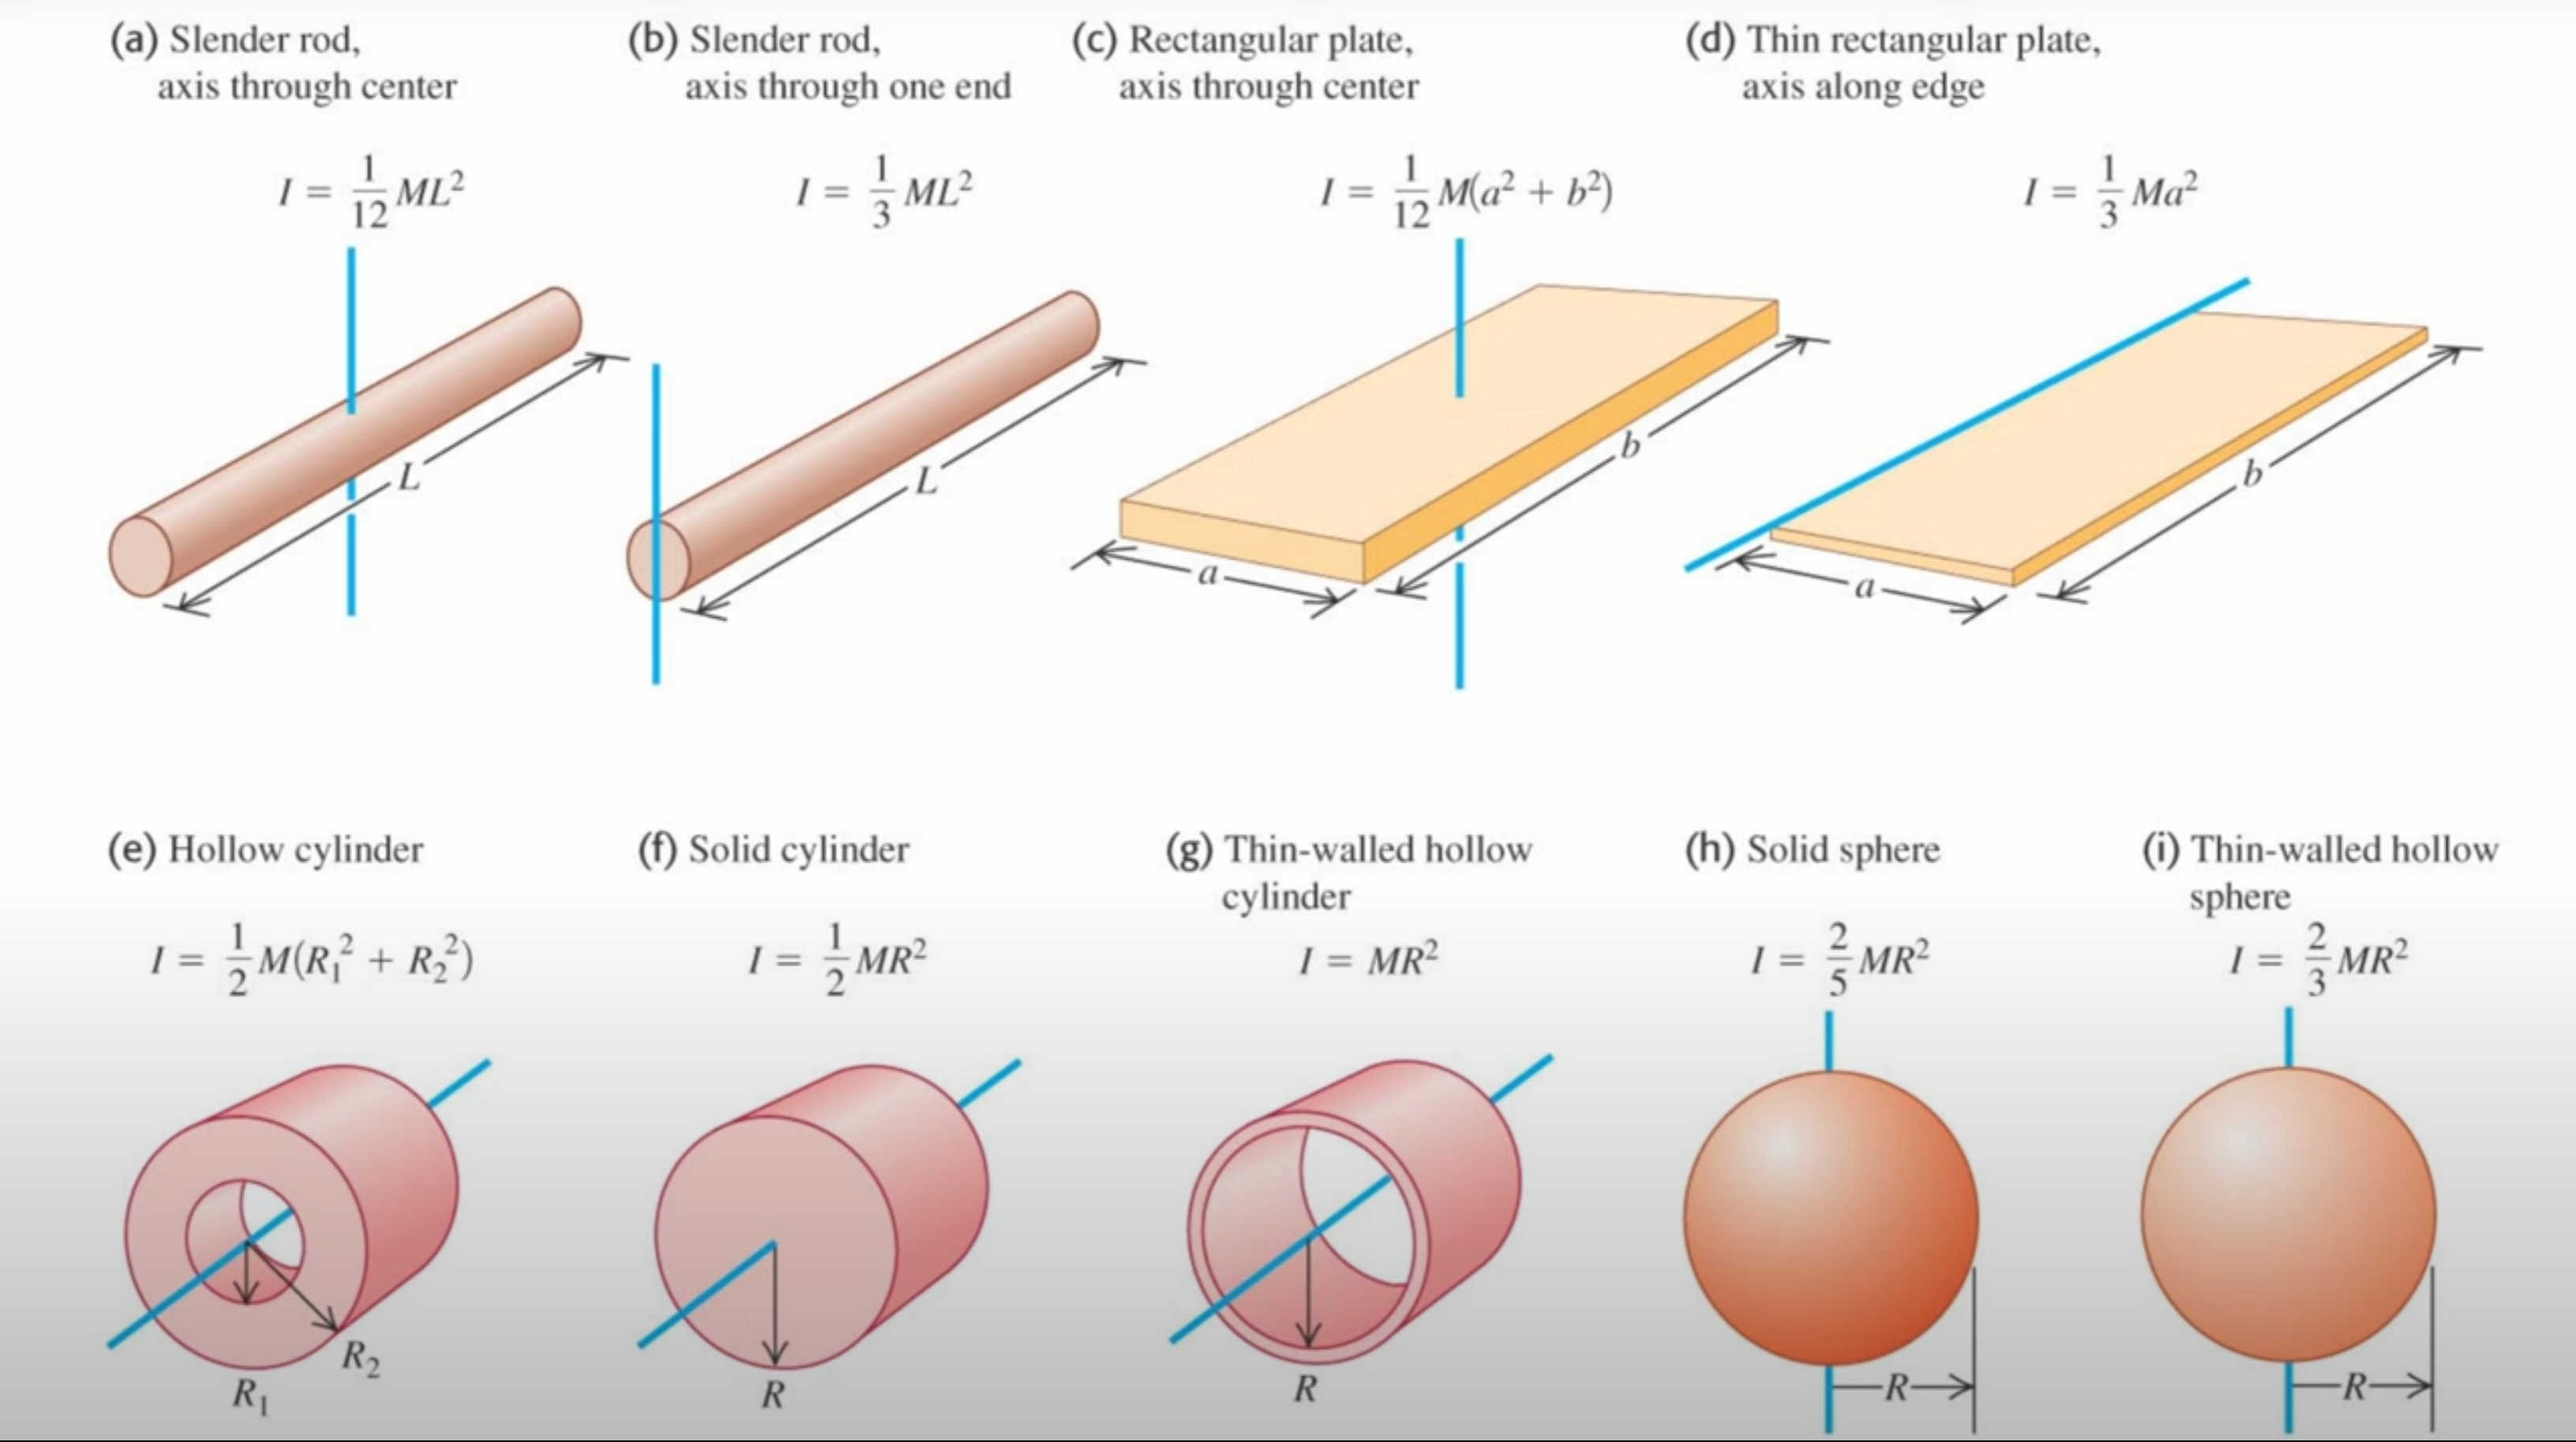 (a) Slender rod,
axis through center
I = 1/12 ML²
L
(b) Slender rod,
axis through one end
I = 1/3 ML²
L
(c) Rectangular plate,
axis through center
I = 1/12 M(a² + b²)
a
b
(d) Thin rectangular plate,
axis along edge
I = 1/3 Ma²
a
b
(e) Hollow cylinder
I = 1/2 M(R₁² + R₂²)
R₂
R₁
(f) Solid cylinder
I = 1/2 MR²
R
(g) Thin-walled hollow
cylinder
I = MR²
R
(h) Solid sphere
I = 2/5 MR²
R
(i) Thin-walled hollow
sphere
I = 2/3 MR²
R